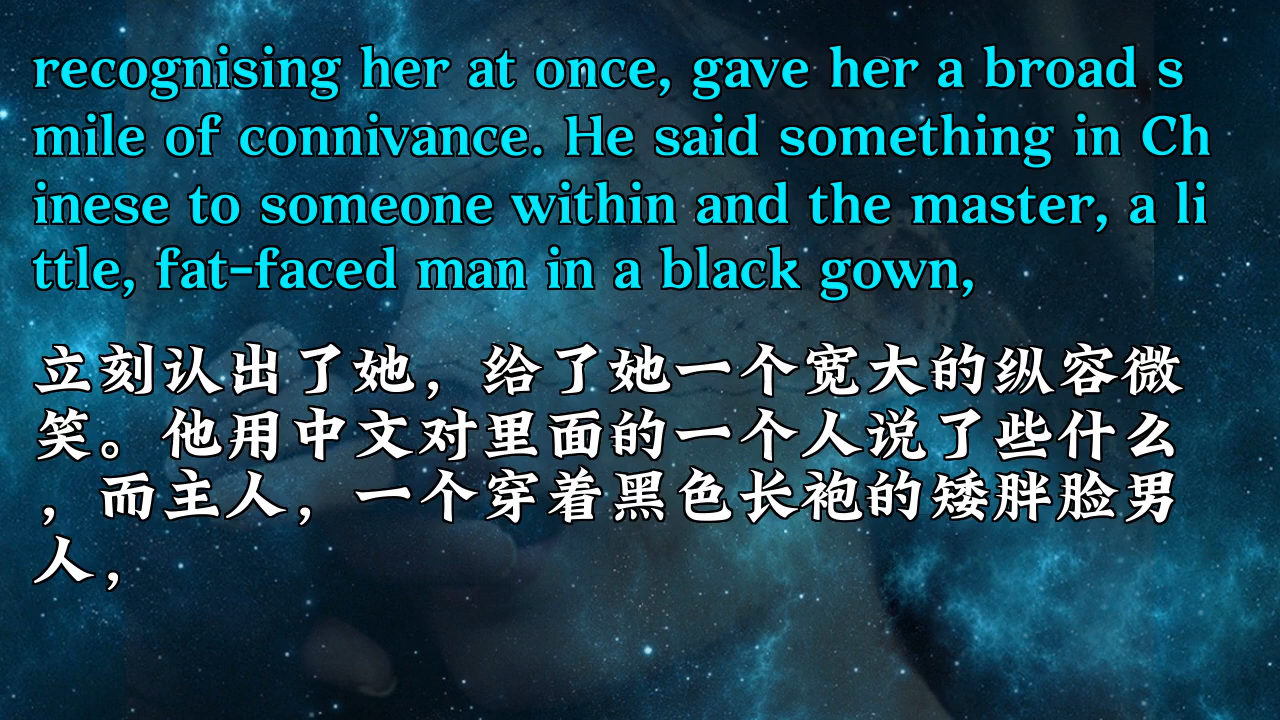 recognising her at once, gave her a broad s
mile of connivance. He said something in Ch
inese to someone within and the master, a li
ttle, fat-faced man in a black gown,
立刻认出了她，给了她一个宽大的纵容微
笑。他用中文对里面的一个人说了些什么
，而主人，一个穿着黑色长袍的矮胖脸男
人，